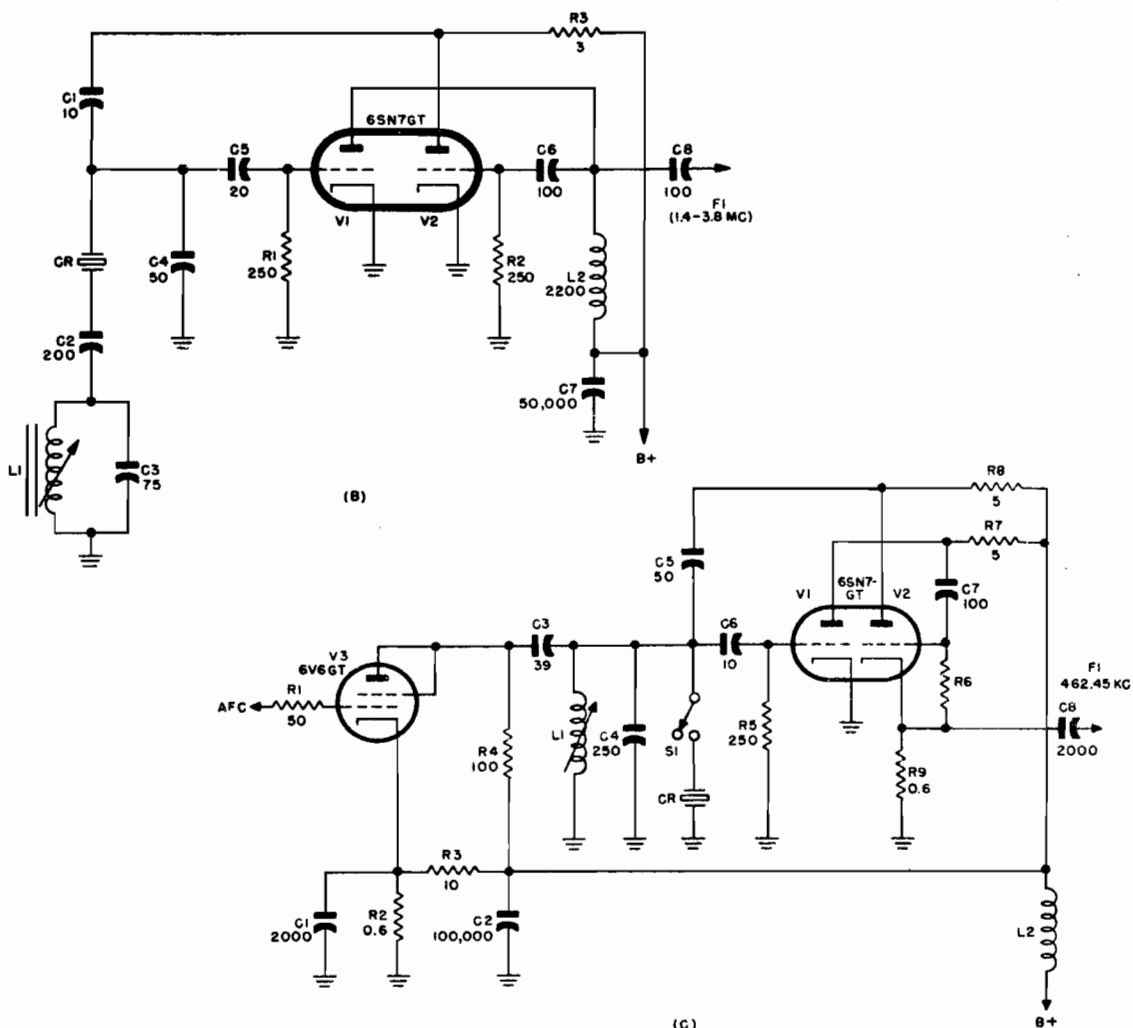 R3
3
C1
10
6SN7GT
C5
20
C6
100
C8
100
F1
(1.4-3.8 MC)
V1
V2
CR
C4
50
R1
250
R2
250
L2
2200
C2
200
C7
50,000
L1
C3
75
B+
(B)
R8
5
R7
5
C5
50
V1
6SN7-
GT
V2
C7
100
V3
6V6GT
C3
39
C6
10
R6
F1
462.45 KC
AFC
R1
50
R4
100
L1
C4
250
S1
R5
250
C8
2000
CR
R9
0.6
R3
10
C1
2000
R2
0.6
C2
100,000
L2
(C)
B+